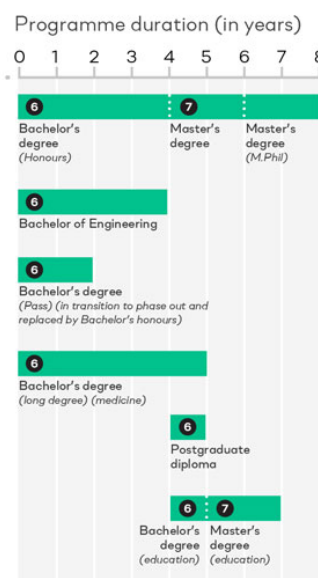 Programme duration (in years)
0 1 2 3 4 5 6 7 8
6 7
Bachelor's Master's Master's
degree degree degree
(Honours) (M.Phil)
6
Bachelor of Engineering
6
Bachelor's degree
(Pass) (in transition to phase out and
replaced by Bachelor's honours)
6
Bachelor's degree
(long degree) (medicine)
6
Postgraduate
diploma
6 7
Bachelor's Master's
degree degree
(education) (education)